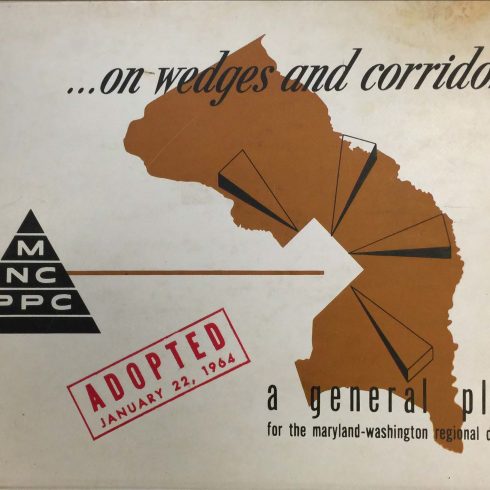 ...on wedges and corrido
M
NC
PPC
ADOPTED
JANUARY 22, 1964
a general pl
for the maryland-washington regional d